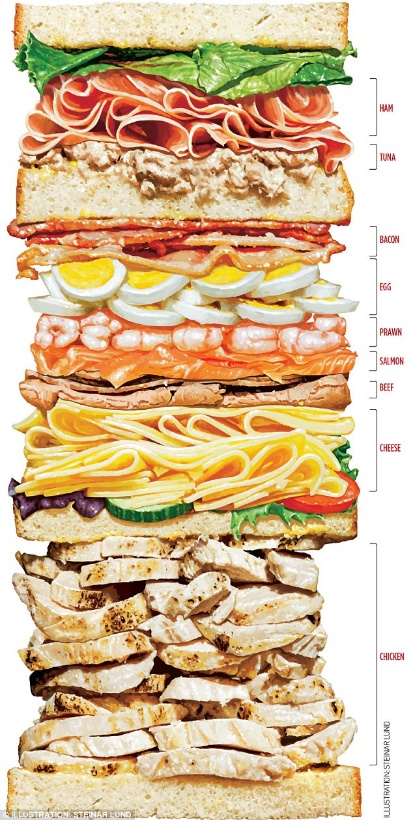 HAM
TUNA
BACON
EGG
PRAWN
SALMON
BEEF
CHEESE
CHICKEN
ILLUSTRATION: STEINAR LUND
© ILLUSTRATION: STEINAR LUND